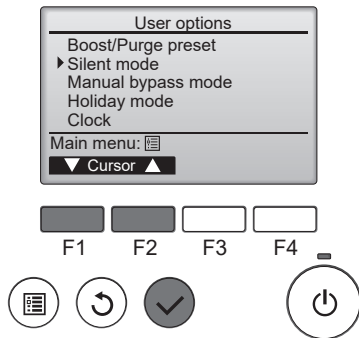 User options
Boost/Purge preset
Silent mode
Manual bypass mode
Holiday mode
Clock
Main menu:
Cursor
F1 F2 F3 F4